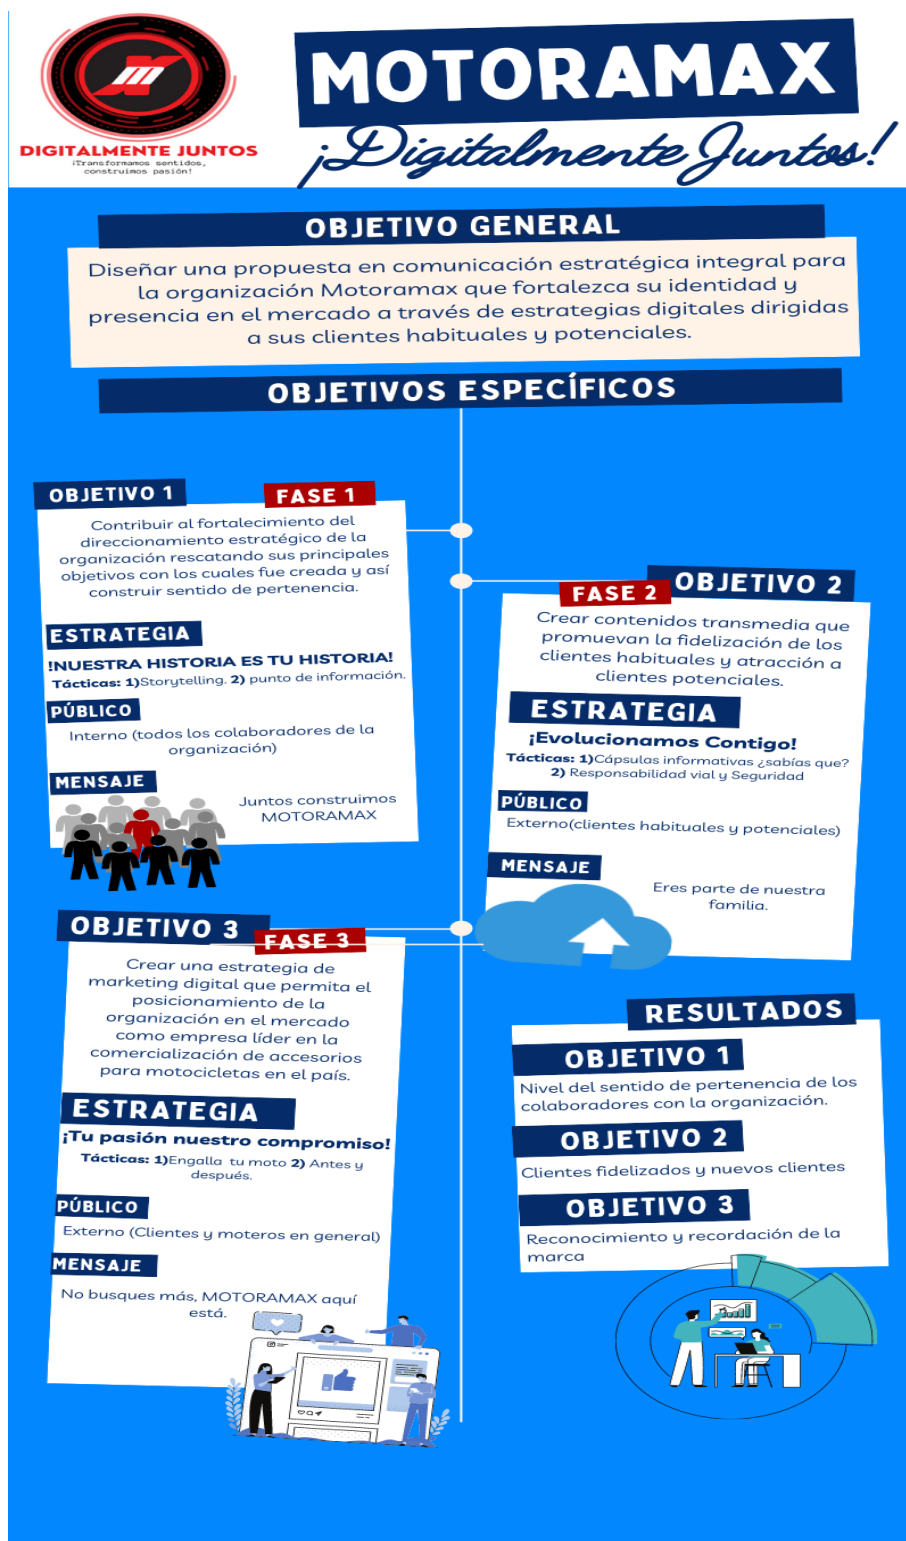 DIGITALMENTE JUNTOS
¡Transformamos sentidos,
construimos pasión!
MOTORAMAX
¡Digitalmente Juntos!
OBJETIVO GENERAL
Diseñar una propuesta en comunicación estratégica integral para
la organización Motoramax que fortalezca su identidad y
presencia en el mercado a través de estrategias digitales dirigidas
a sus clientes habituales y potenciales.
OBJETIVOS ESPECÍFICOS
OBJETIVO 1
FASE 1
Contribuir al fortalecimiento del
direccionamiento estratégico de la
organización rescatando sus principales
objetivos con los cuales fue creada y así
construir sentido de pertenencia.
ESTRATEGIA
!NUESTRA HISTORIA ES TU HISTORIA!
Tácticas: 1)Storytelling. 2) punto de información.
PÚBLICO
Interno (todos los colaboradores de la
organización)
MENSAJE
Juntos construimos
MOTORAMAX
FASE 2
OBJETIVO 2
Crear contenidos transmedia que
promuevan la fidelización de los
clientes habituales y atracción a
clientes potenciales.
ESTRATEGIA
¡Evolucionamos Contigo!
Tácticas: 1)Cápsulas informativas ¿sabías que?
2) Responsabilidad vial y Seguridad
PÚBLICO
Externo(clientes habituales y potenciales)
MENSAJE
Eres parte de nuestra
familia.
OBJETIVO 3
FASE 3
Crear una estrategia de
marketing digital que permita el
posicionamiento de la
organización en el mercado
como empresa líder en la
comercialización de accesorios
para motocicletas en el país.
ESTRATEGIA
¡Tu pasión nuestro compromiso!
Tácticas: 1)Engalla tu moto 2) Antes y
después.
PÚBLICO
Externo (Clientes y moteros en general)
MENSAJE
No busques más, MOTORAMAX aquí
está.
RESULTADOS
OBJETIVO 1
Nivel del sentido de pertenencia de los
colaboradores con la organización.
OBJETIVO 2
Clientes fidelizados y nuevos clientes
OBJETIVO 3
Reconocimiento y recordación de la
marca